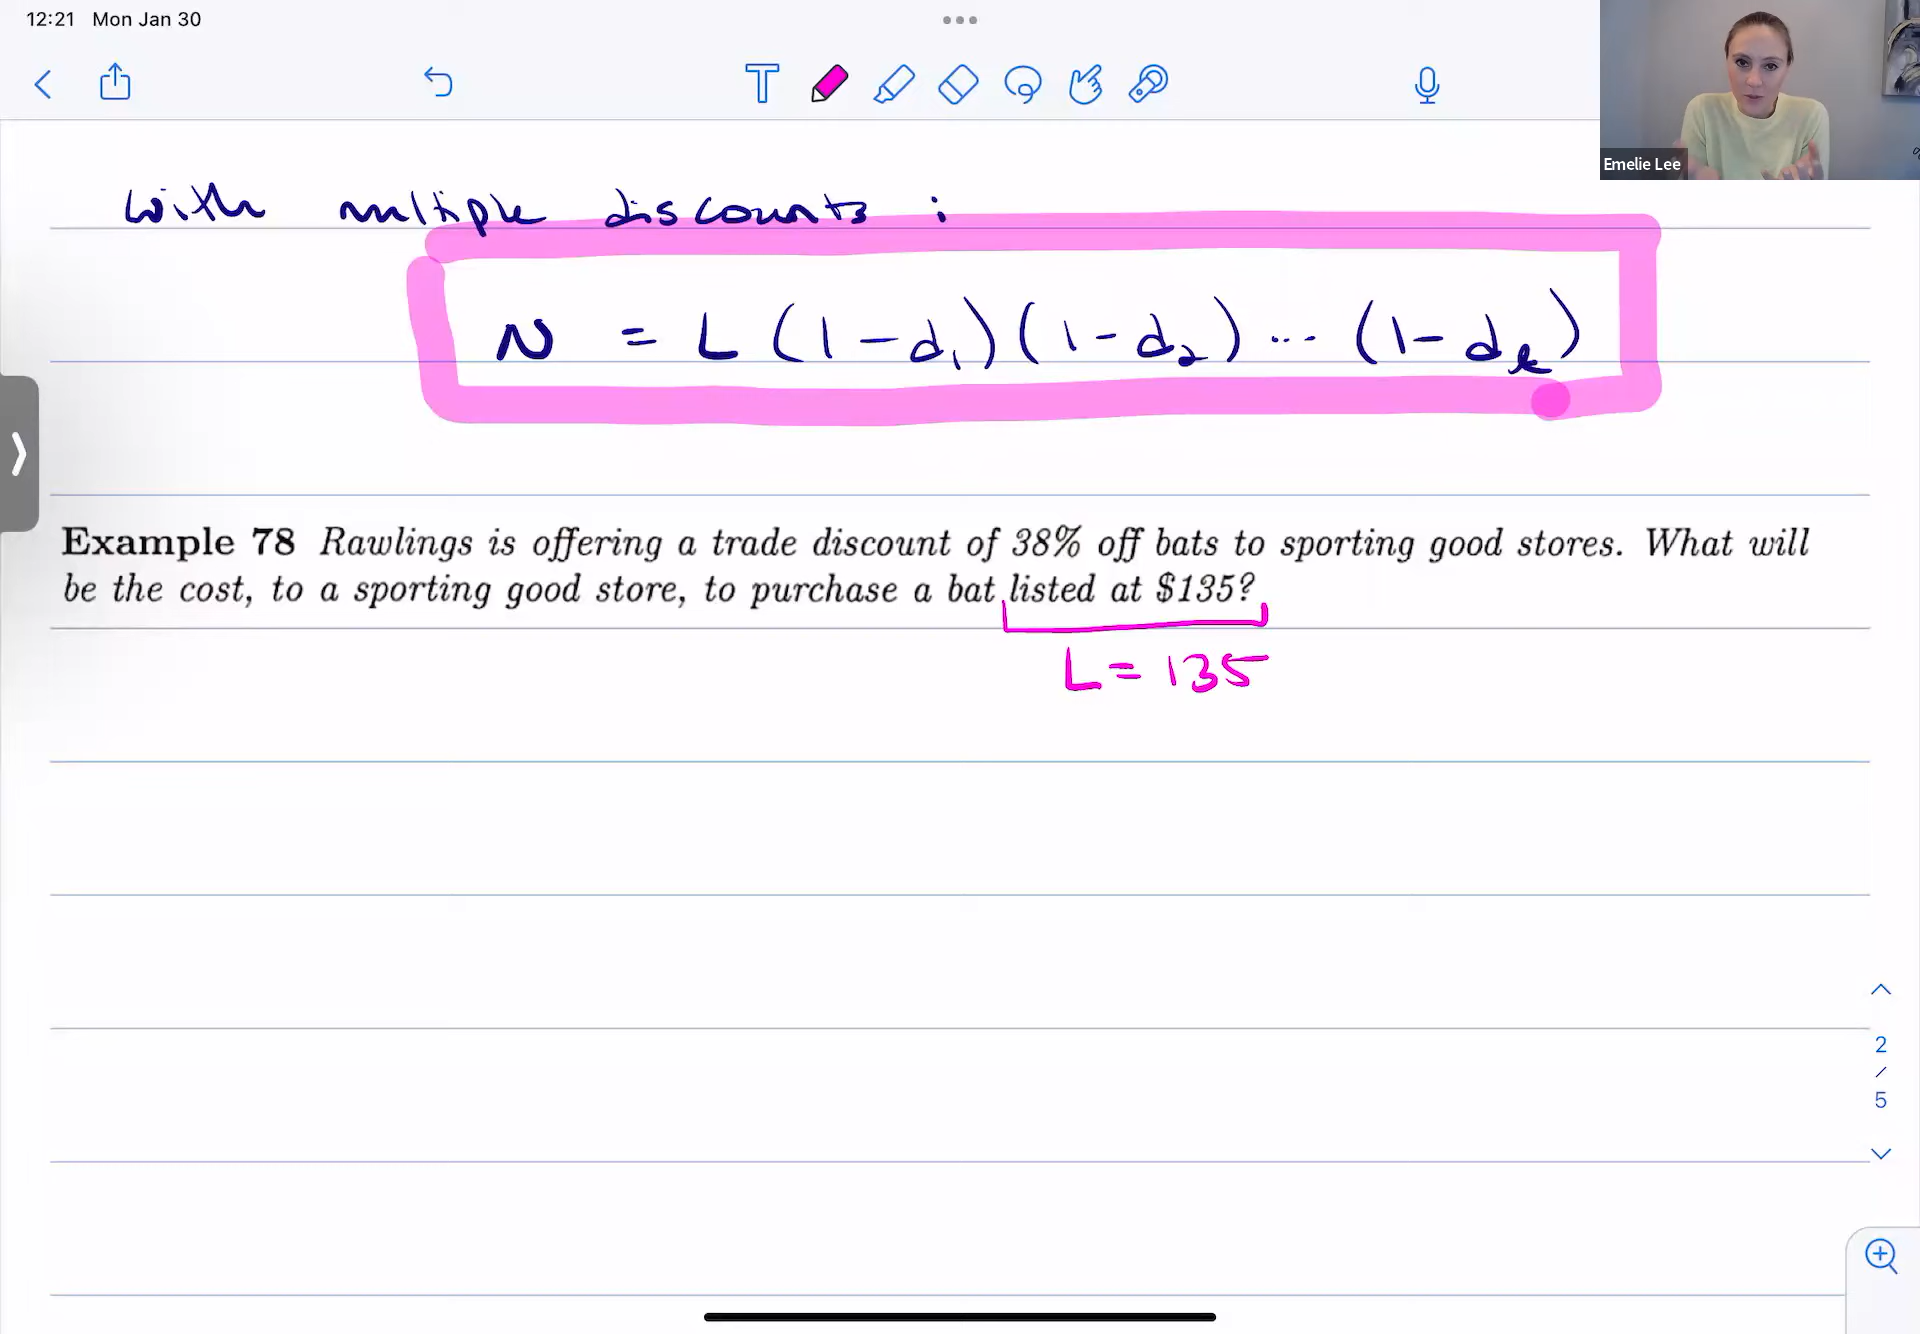 12:21 Mon Jan 30
Emelie Lee
with multiple discounts :
N = L (1-d₁)(1-d₂) ... (1-dₖ)
Example 78 Rawlings is offering a trade discount of 38% off bats to sporting good stores. What will
be the cost, to a sporting good store, to purchase a bat listed at $135?
L = 135
2
/
5